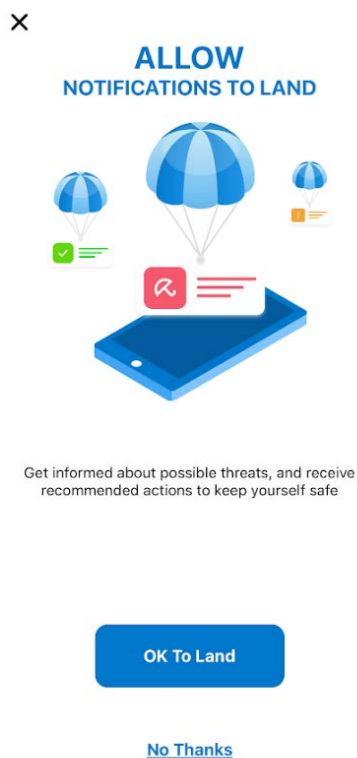 ALLOW
NOTIFICATIONS TO LAND
Get informed about possible threats, and receive
recommended actions to keep yourself safe
OK To Land
No Thanks